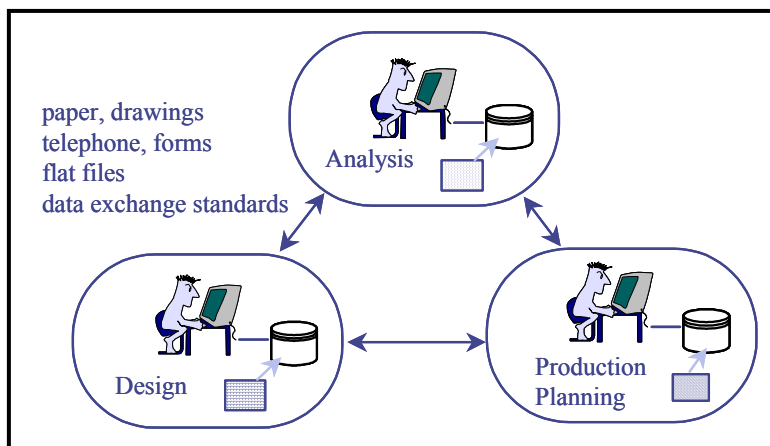 paper, drawings
telephone, forms
flat files
data exchange standards
Analysis
Design
Production
Planning